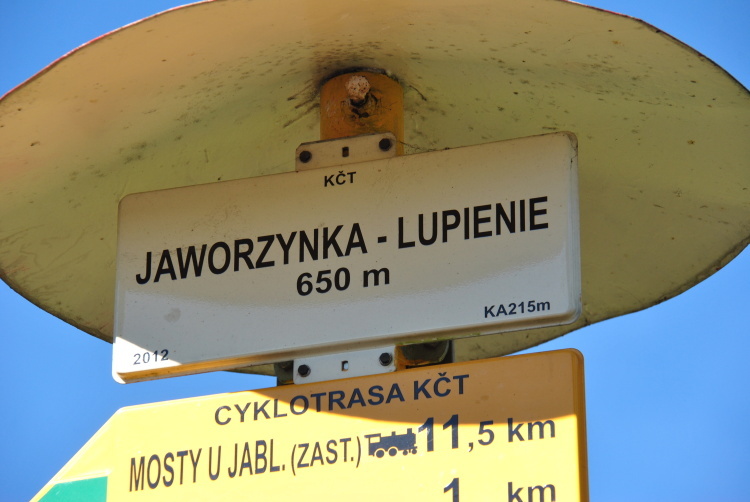 KČT
JAWORZYNKA - LUPIENIE
650 m
KA215m
2012
CYKLOTRASA KČT
MOSTY U JABL. (ZAST.) 11,5 km
1 km